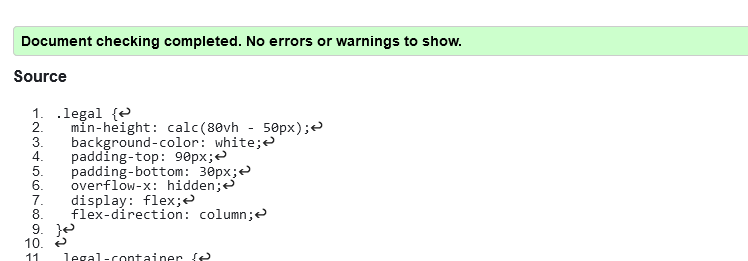 Document checking completed. No errors or warnings to show.
Source
1. .legal {↩
2.   min-height: calc(80vh - 50px);↩
3.   background-color: white;↩
4.   padding-top: 90px;↩
5.   padding-bottom: 30px;↩
6.   overflow-x: hidden;↩
7.   display: flex;↩
8.   flex-direction: column;↩
9. }↩
10. ↩
11. .legal-container {↩